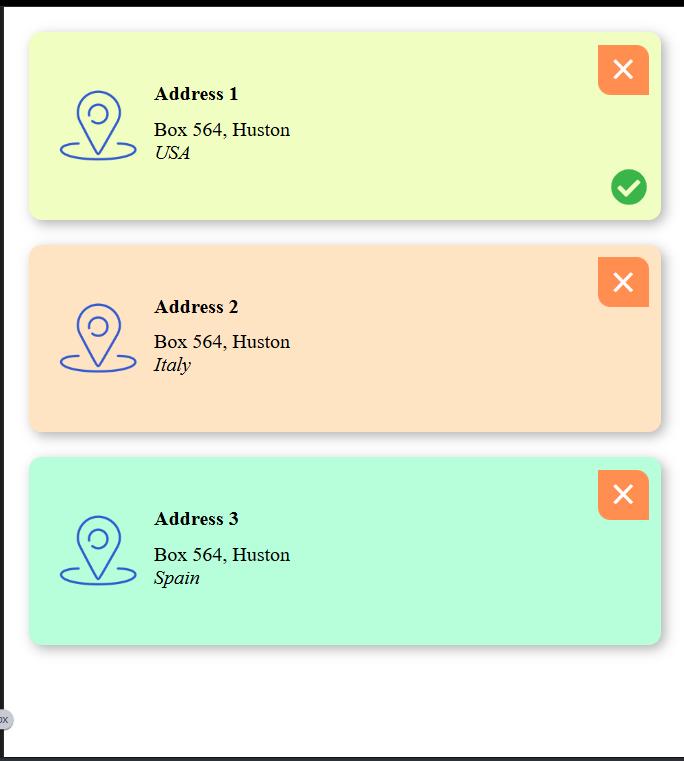 Address 1
Box 564, Huston
USA
Address 2
Box 564, Huston
Italy
Address 3
Box 564, Huston
Spain